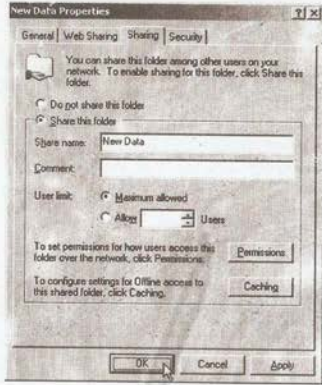 New Data Properties
General Web Sharing Sharing Security
You can share this folder among other users on your
network. To enable sharing for this folder, click Share this
folder.
Do not share this folder
Share this folder
Share name: New Data
Comment:
User limit: Maximum allowed
Allow Users
To set permissions for how users access this
folder over the network, click Permissions.
Permissions
To configure settings for Offline access to
this shared folder, click Caching.
Caching
OK Cancel Apply